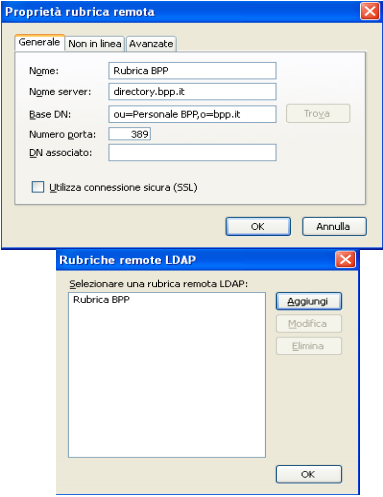 Proprietà rubrica remota
Generale Non in linea Avanzate
Nome: Rubrica BPP
Nome server: directory.bpp.it
Base DN: ou=Personale BPP,o=bpp.it Trova
Numero porta: 389
DN associato:
Utilizza connessione sicura (SSL)
OK Annulla
Rubriche remote LDAP
Selezionare una rubrica remota LDAP:
Rubrica BPP Aggiungi
Modifica
Elimina
OK